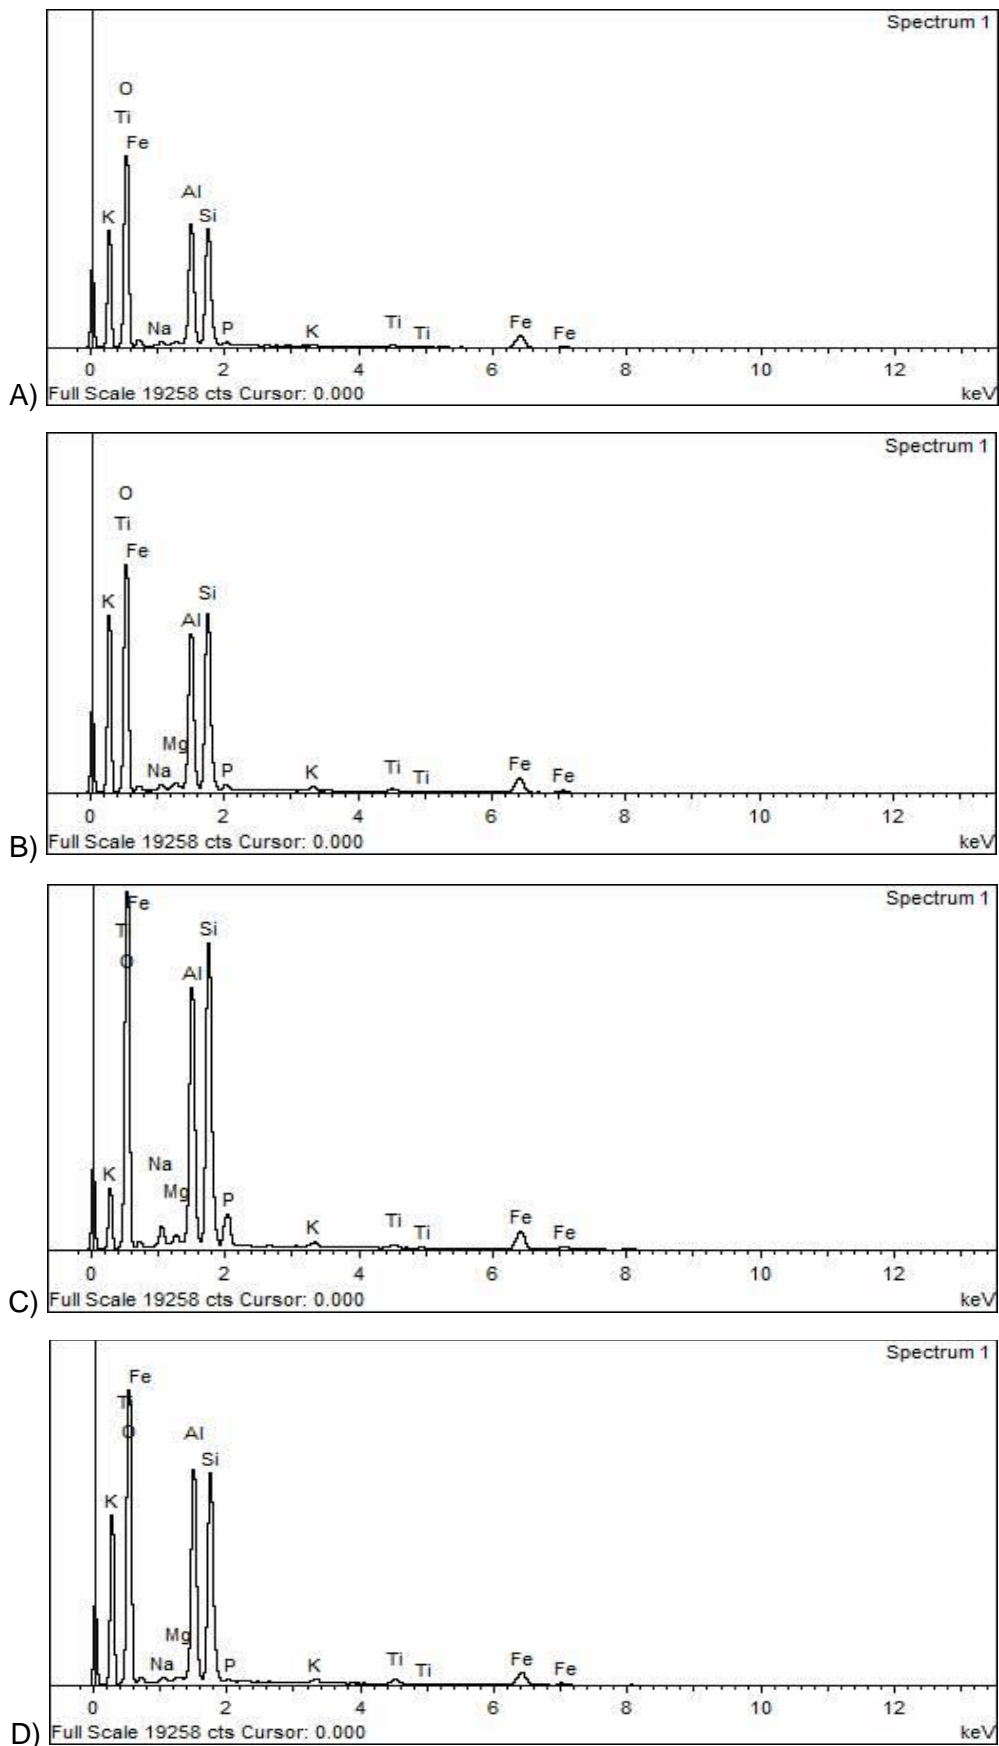 Spectrum 1
O
Ti
Fe
Al
K
Si
Na
P
K
Ti
Ti
Fe
Fe
0 2 4 6 8 10 12
A) Full Scale 19258 cts Cursor: 0.000 keV
Spectrum 1
O
Ti
Fe
Si
K
Al
Mg
Na
P
K
Ti
Ti
Fe
Fe
0 2 4 6 8 10 12
B) Full Scale 19258 cts Cursor: 0.000 keV
Spectrum 1
Fe
T
O
Si
Al
Na
K
Mg
P
K
Ti
Ti
Fe
Fe
0 2 4 6 8 10 12
C) Full Scale 19258 cts Cursor: 0.000 keV
Spectrum 1
Fe
Ti
O
Al
Si
K
Mg
Na
P
K
Ti
Ti
Fe
Fe
0 2 4 6 8 10 12
D) Full Scale 19258 cts Cursor: 0.000 keV